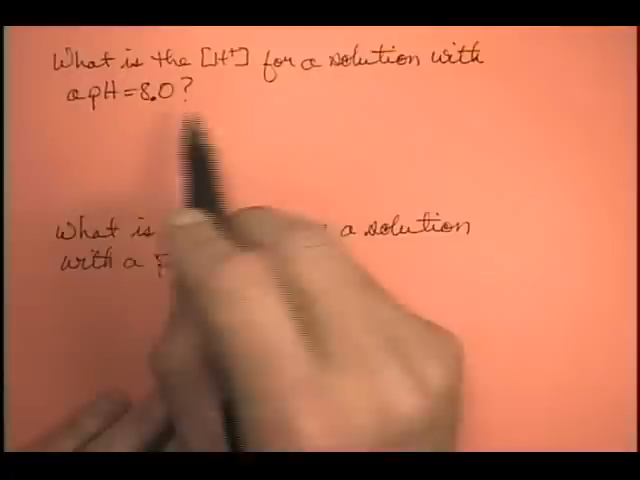 What is the [H+] for a solution with
a pH = 8.0?
What is a solution
with a